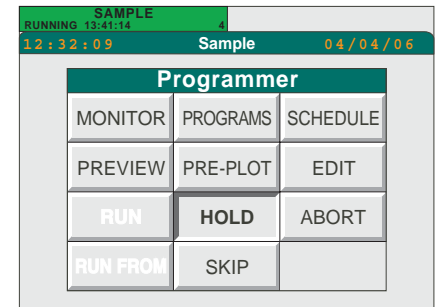 SAMPLE
RUNNING 13:41:14 4
12:32:09 Sample 04/04/06
Programmer
MONITOR PROGRAMS SCHEDULE
PREVIEW PRE-PLOT EDIT
RUN HOLD ABORT
RUN FROM SKIP